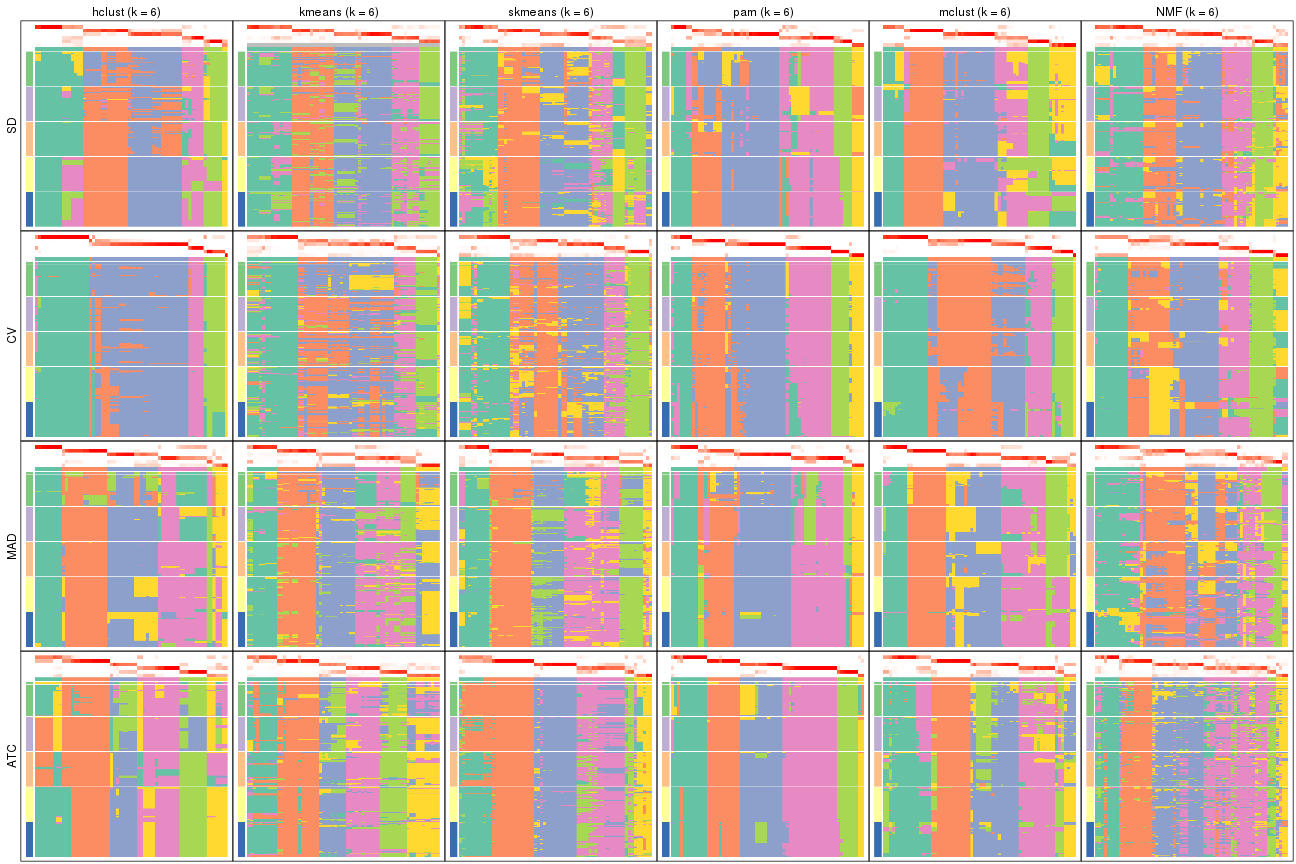 hclust (k = 6)
kmeans (k = 6)
skmeans (k = 6)
pam (k = 6)
mclust (k = 6)
NMF (k = 6)
SD
CV
MAD
ATC